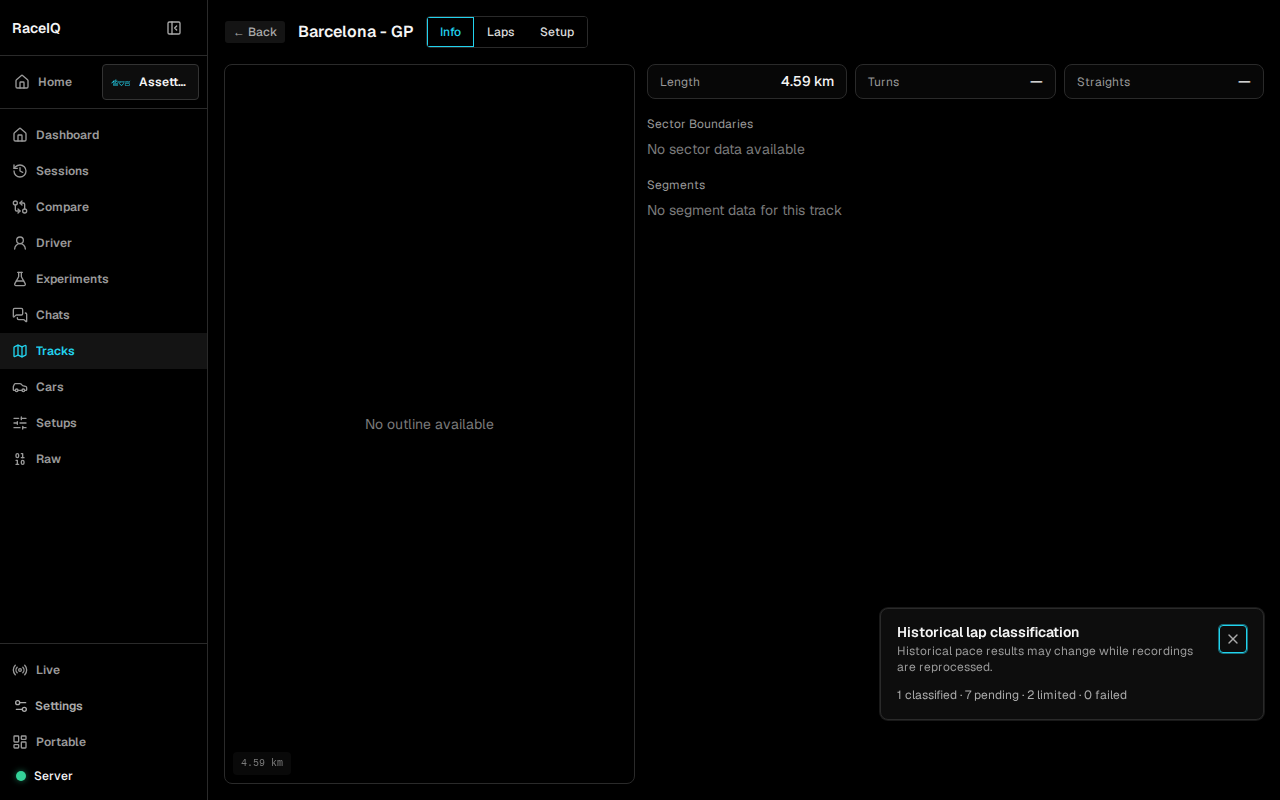 RaceIQ
Home
Assett...
Dashboard
Sessions
Compare
Driver
Experiments
Chats
Tracks
Cars
Setups
Raw
Live
Settings
Portable
Server
← Back
Barcelona - GP
Info
Laps
Setup
No outline available
4.59 km
Length
4.59 km
Turns
—
Straights
—
Sector Boundaries
No sector data available
Segments
No segment data for this track
Historical lap classification
Historical pace results may change while recordings
are reprocessed.
1 classified · 7 pending · 2 limited · 0 failed